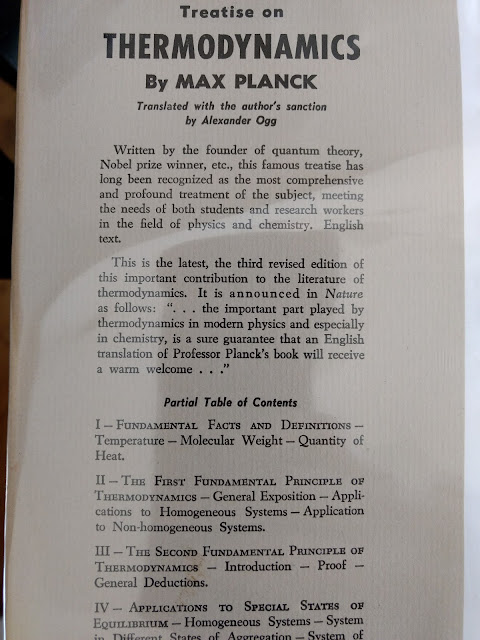 Treatise on
THERMODYNAMICS
By MAX PLANCK
Translated with the author's sanction
by Alexander Ogg
Written by the founder of quantum theory,
Nobel prize winner, etc., this famous treatise has
long been recognized as the most comprehensive
and profound treatment of the subject, meeting
the needs of both students and research workers
in the field of physics and chemistry. English
text.
This is the latest, the third revised edition of
this important contribution to the literature of
thermodynamics. It is announced in Nature
as follows: ". . . the important part played by
thermodynamics in modern physics and especially
in chemistry, is a sure guarantee that an English
translation of Professor Planck's book will receive
a warm welcome . . ."
Partial Table of Contents
I — FUNDAMENTAL FACTS AND DEFINITIONS —
Temperature — Molecular Weight — Quantity of
Heat.
II — THE FIRST FUNDAMENTAL PRINCIPLE OF
THERMODYNAMICS — General Exposition — Appli-
cations to Homogeneous Systems — Application
to Non-homogeneous Systems.
III — THE SECOND FUNDAMENTAL PRINCIPLE OF
THERMODYNAMICS — Introduction — Proof —
General Deductions.
IV — APPLICATIONS TO SPECIAL STATES OF
EQUILIBRIUM — Homogeneous Systems — System
in Different States of Aggregation — System of